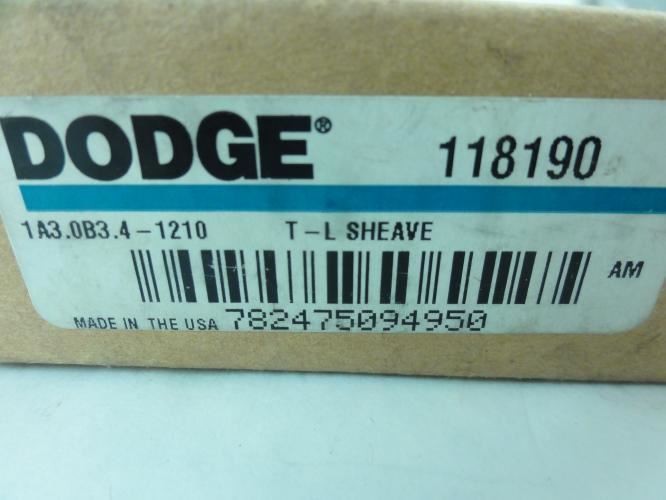 DODGE® 118190
1A3.0B3.4-1210 T-L SHEAVE
AM
MADE IN THE USA 782475094950